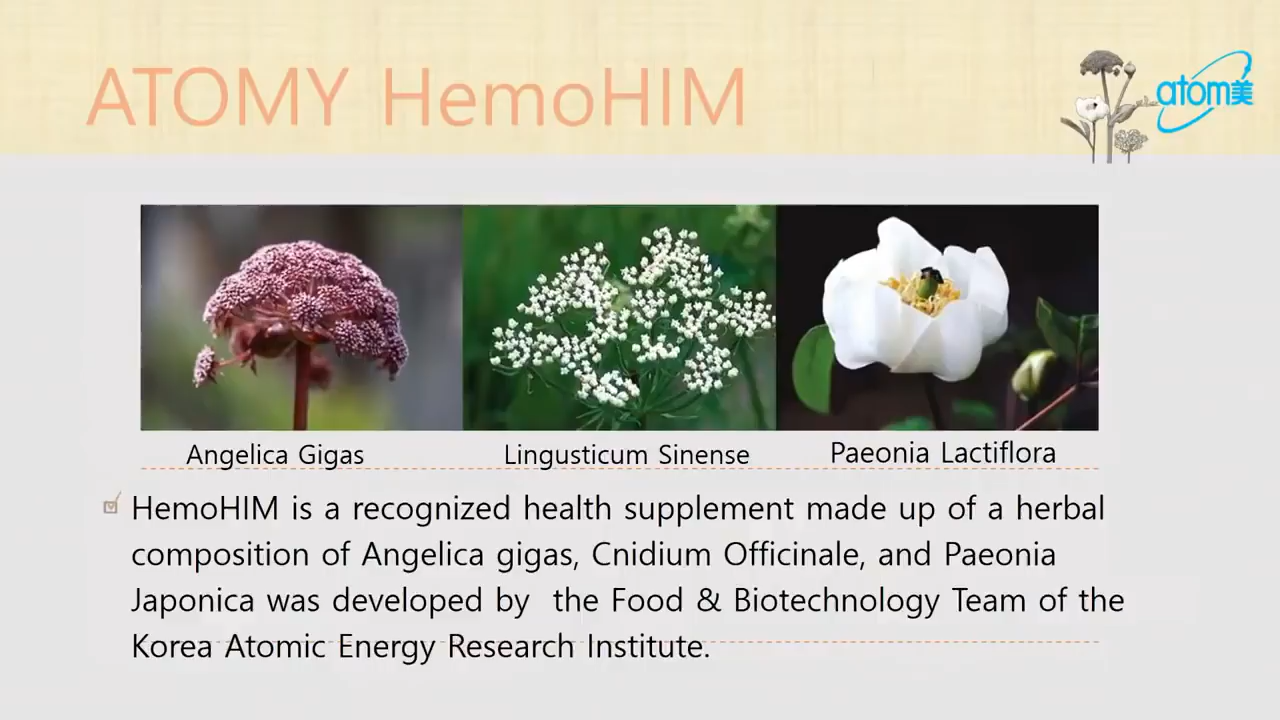 ATOMY HemoHIM
atom美
Angelica Gigas
Lingusticum Sinense
Paeonia Lactiflora
HemoHIM is a recognized health supplement made up of a herbal
composition of Angelica gigas, Cnidium Officinale, and Paeonia
Japonica was developed by the Food & Biotechnology Team of the
Korea Atomic Energy Research Institute.